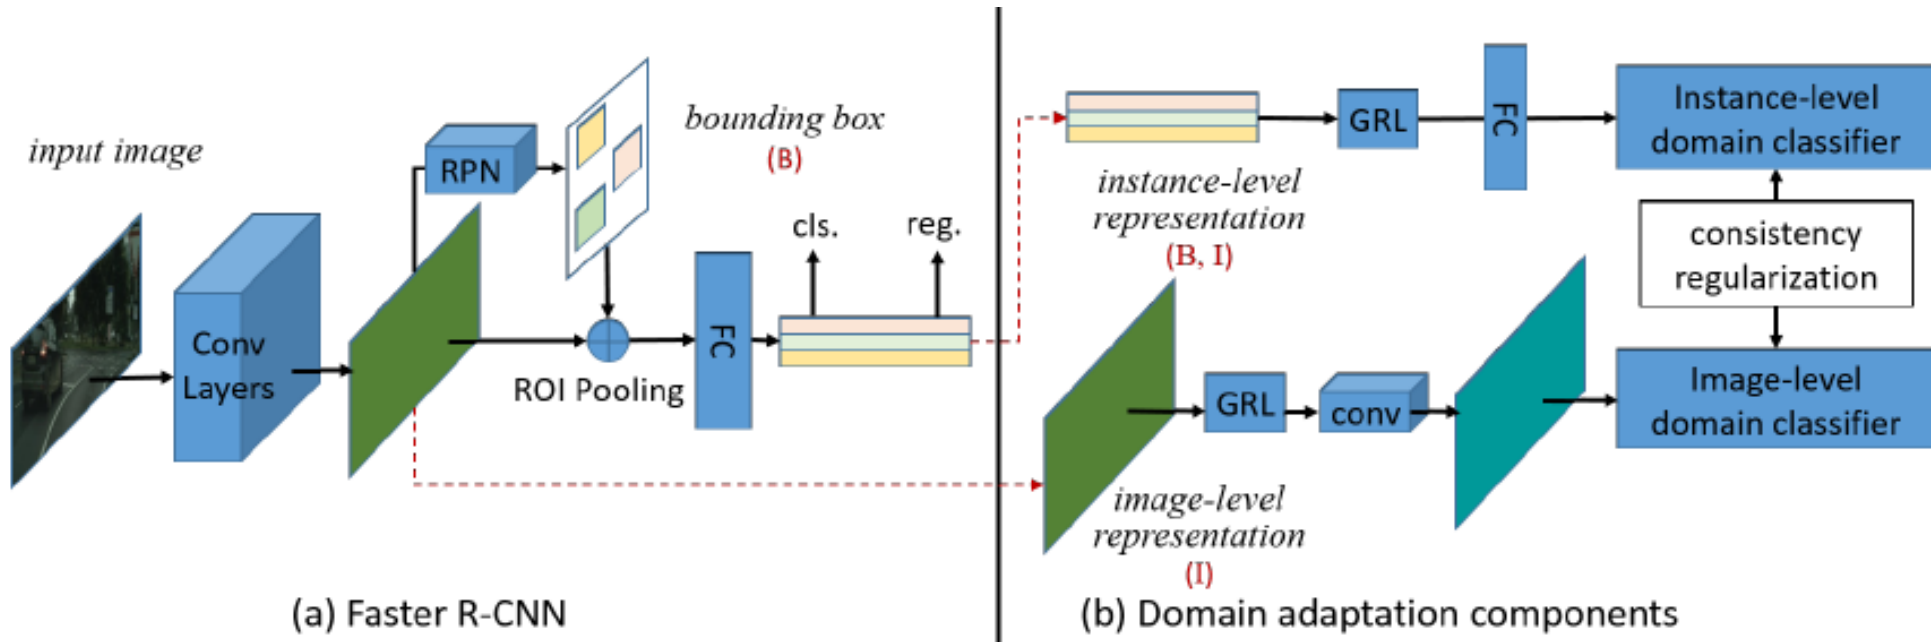 input image
Conv
Layers
RPN
bounding box
(B)
cls.
reg.
ROI Pooling
FC
(a) Faster R-CNN
instance-level
representation
(B, I)
GRL
FC
Instance-level
domain classifier
consistency
regularization
image-level
representation
(I)
GRL
conv
Image-level
domain classifier
(b) Domain adaptation components